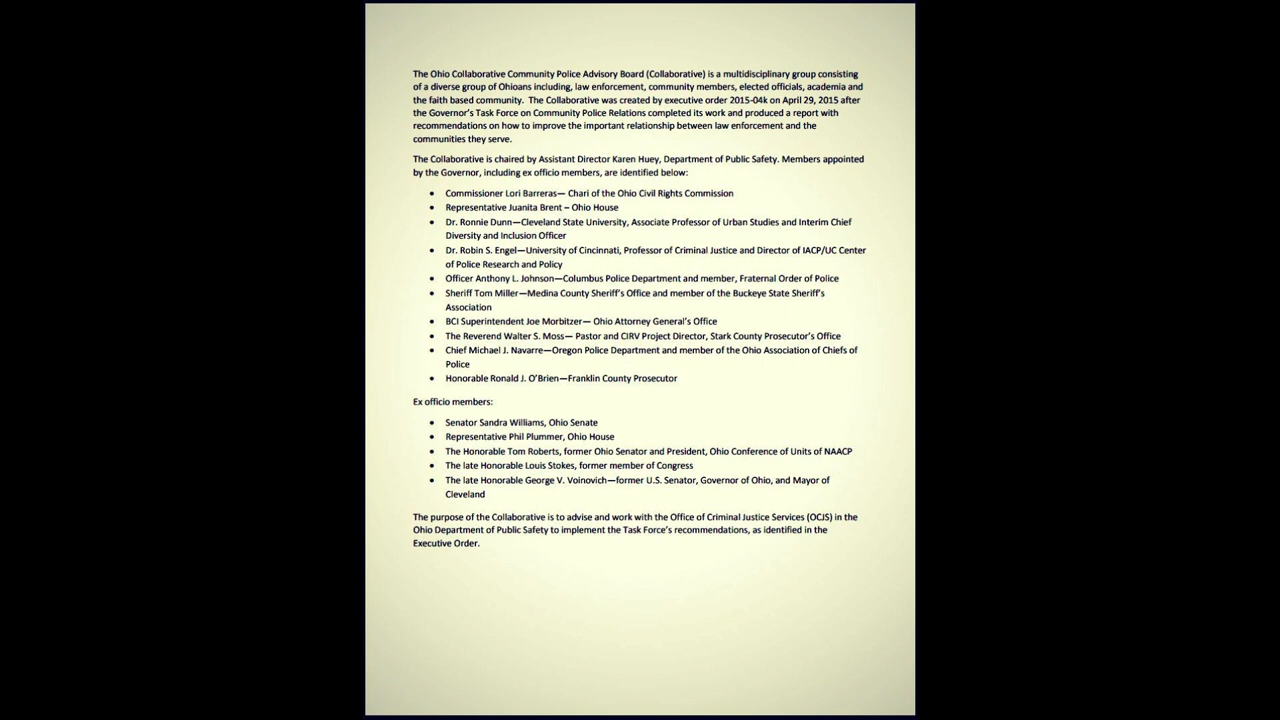 The Ohio Collaborative Community Police Advisory Board (Collaborative) is a multidisciplinary group consisting
of a diverse group of Ohioans including, law enforcement, community members, elected officials, academia and
the faith based community. The Collaborative was created by executive order 2015-04k on April 29, 2015 after
the Governor's Task Force on Community Police Relations completed its work and produced a report with
recommendations on how to improve the important relationship between law enforcement and the
communities they serve.
The Collaborative is chaired by Assistant Director Karen Huey, Department of Public Safety. Members appointed
by the Governor, including ex officio members, are identified below:
• Commissioner Lori Barreras— Chari of the Ohio Civil Rights Commission
• Representative Juanita Brent – Ohio House
• Dr. Ronnie Dunn—Cleveland State University, Associate Professor of Urban Studies and Interim Chief
Diversity and Inclusion Officer
• Dr. Robin S. Engel—University of Cincinnati, Professor of Criminal Justice and Director of IACP/UC Center
of Police Research and Policy
• Officer Anthony L. Johnson—Columbus Police Department and member, Fraternal Order of Police
• Sheriff Tom Miller—Medina County Sheriff's Office and member of the Buckeye State Sheriff's
Association
• BCI Superintendent Joe Morbitzer— Ohio Attorney General's Office
• The Reverend Walter S. Moss— Pastor and CIRV Project Director, Stark County Prosecutor's Office
• Chief Michael J. Navarre—Oregon Police Department and member of the Ohio Association of Chiefs of
Police
• Honorable Ronald J. O'Brien—Franklin County Prosecutor
Ex officio members:
• Senator Sandra Williams, Ohio Senate
• Representative Phil Plummer, Ohio House
• The Honorable Tom Roberts, former Ohio Senator and President, Ohio Conference of Units of NAACP
• The late Honorable Louis Stokes, former member of Congress
• The late Honorable George V. Voinovich—former U.S. Senator, Governor of Ohio, and Mayor of
Cleveland
The purpose of the Collaborative is to advise and work with the Office of Criminal Justice Services (OCJS) in the
Ohio Department of Public Safety to implement the Task Force's recommendations, as identified in the
Executive Order.